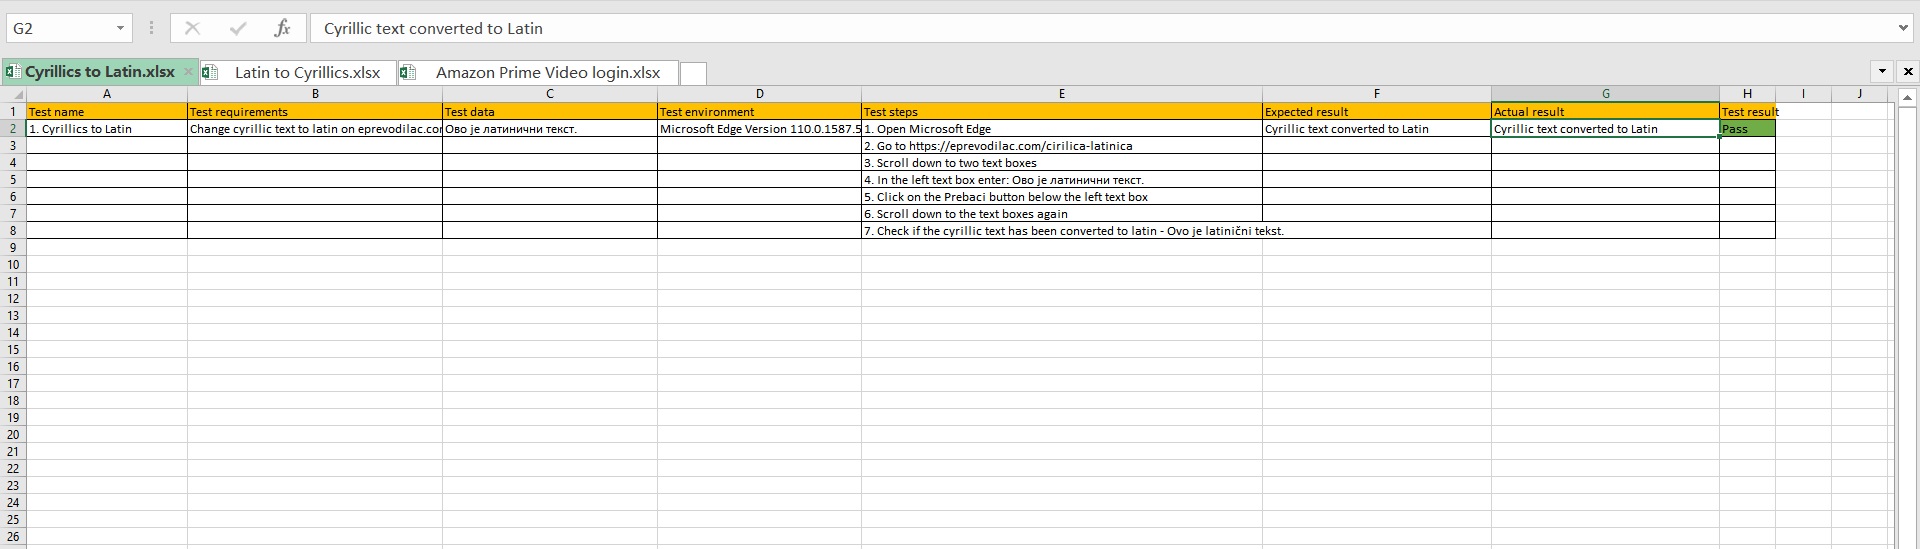 G2 fx Cyrillic text converted to Latin
Cyrillics to Latin.xlsx Latin to Cyrillics.xlsx Amazon Prime Video login.xlsx
A B C D E F G H I J
1 Test name Test requirements Test data Test environment Test steps Expected result Actual result Test result
2 1. Cyrillics to Latin Change cyrillic text to latin on eprevodilac.cor Ово је латинични текст. Microsoft Edge Version 110.0.1587.5 1. Open Microsoft Edge Cyrillic text converted to Latin Cyrillic text converted to Latin Pass
3 2. Go to https://eprevodilac.com/cirilica-latinica
4 3. Scroll down to two text boxes
5 4. In the left text box enter: Ово је латинични текст.
6 5. Click on the Prebaci button below the left text box
7 6. Scroll down to the text boxes again
8 7. Check if the cyrillic text has been converted to latin - Ovo je latinični tekst.
9
10
11
12
13
14
15
16
17
18
19
20
21
22
23
24
25
26